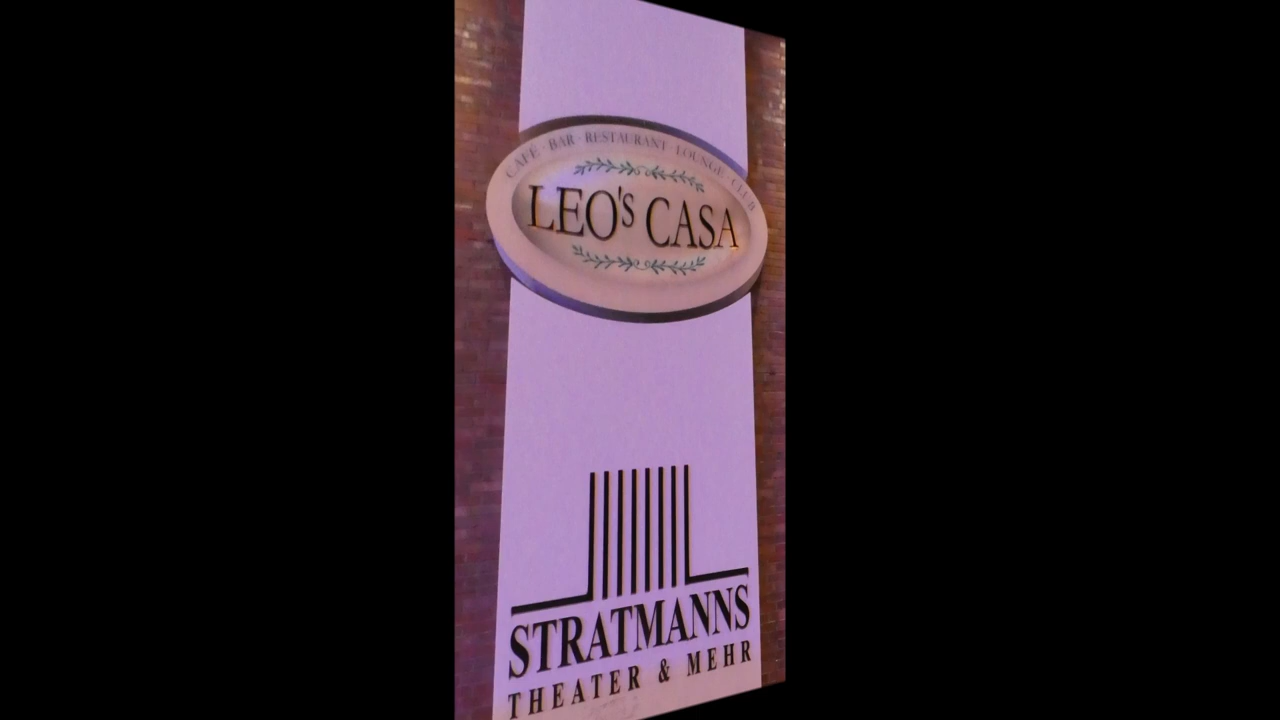 CAFÉ · BAR · RESTAURANT · LOUNGE · CLUB
LEO'S CASA
STRATMANNS
THEATER & MEHR